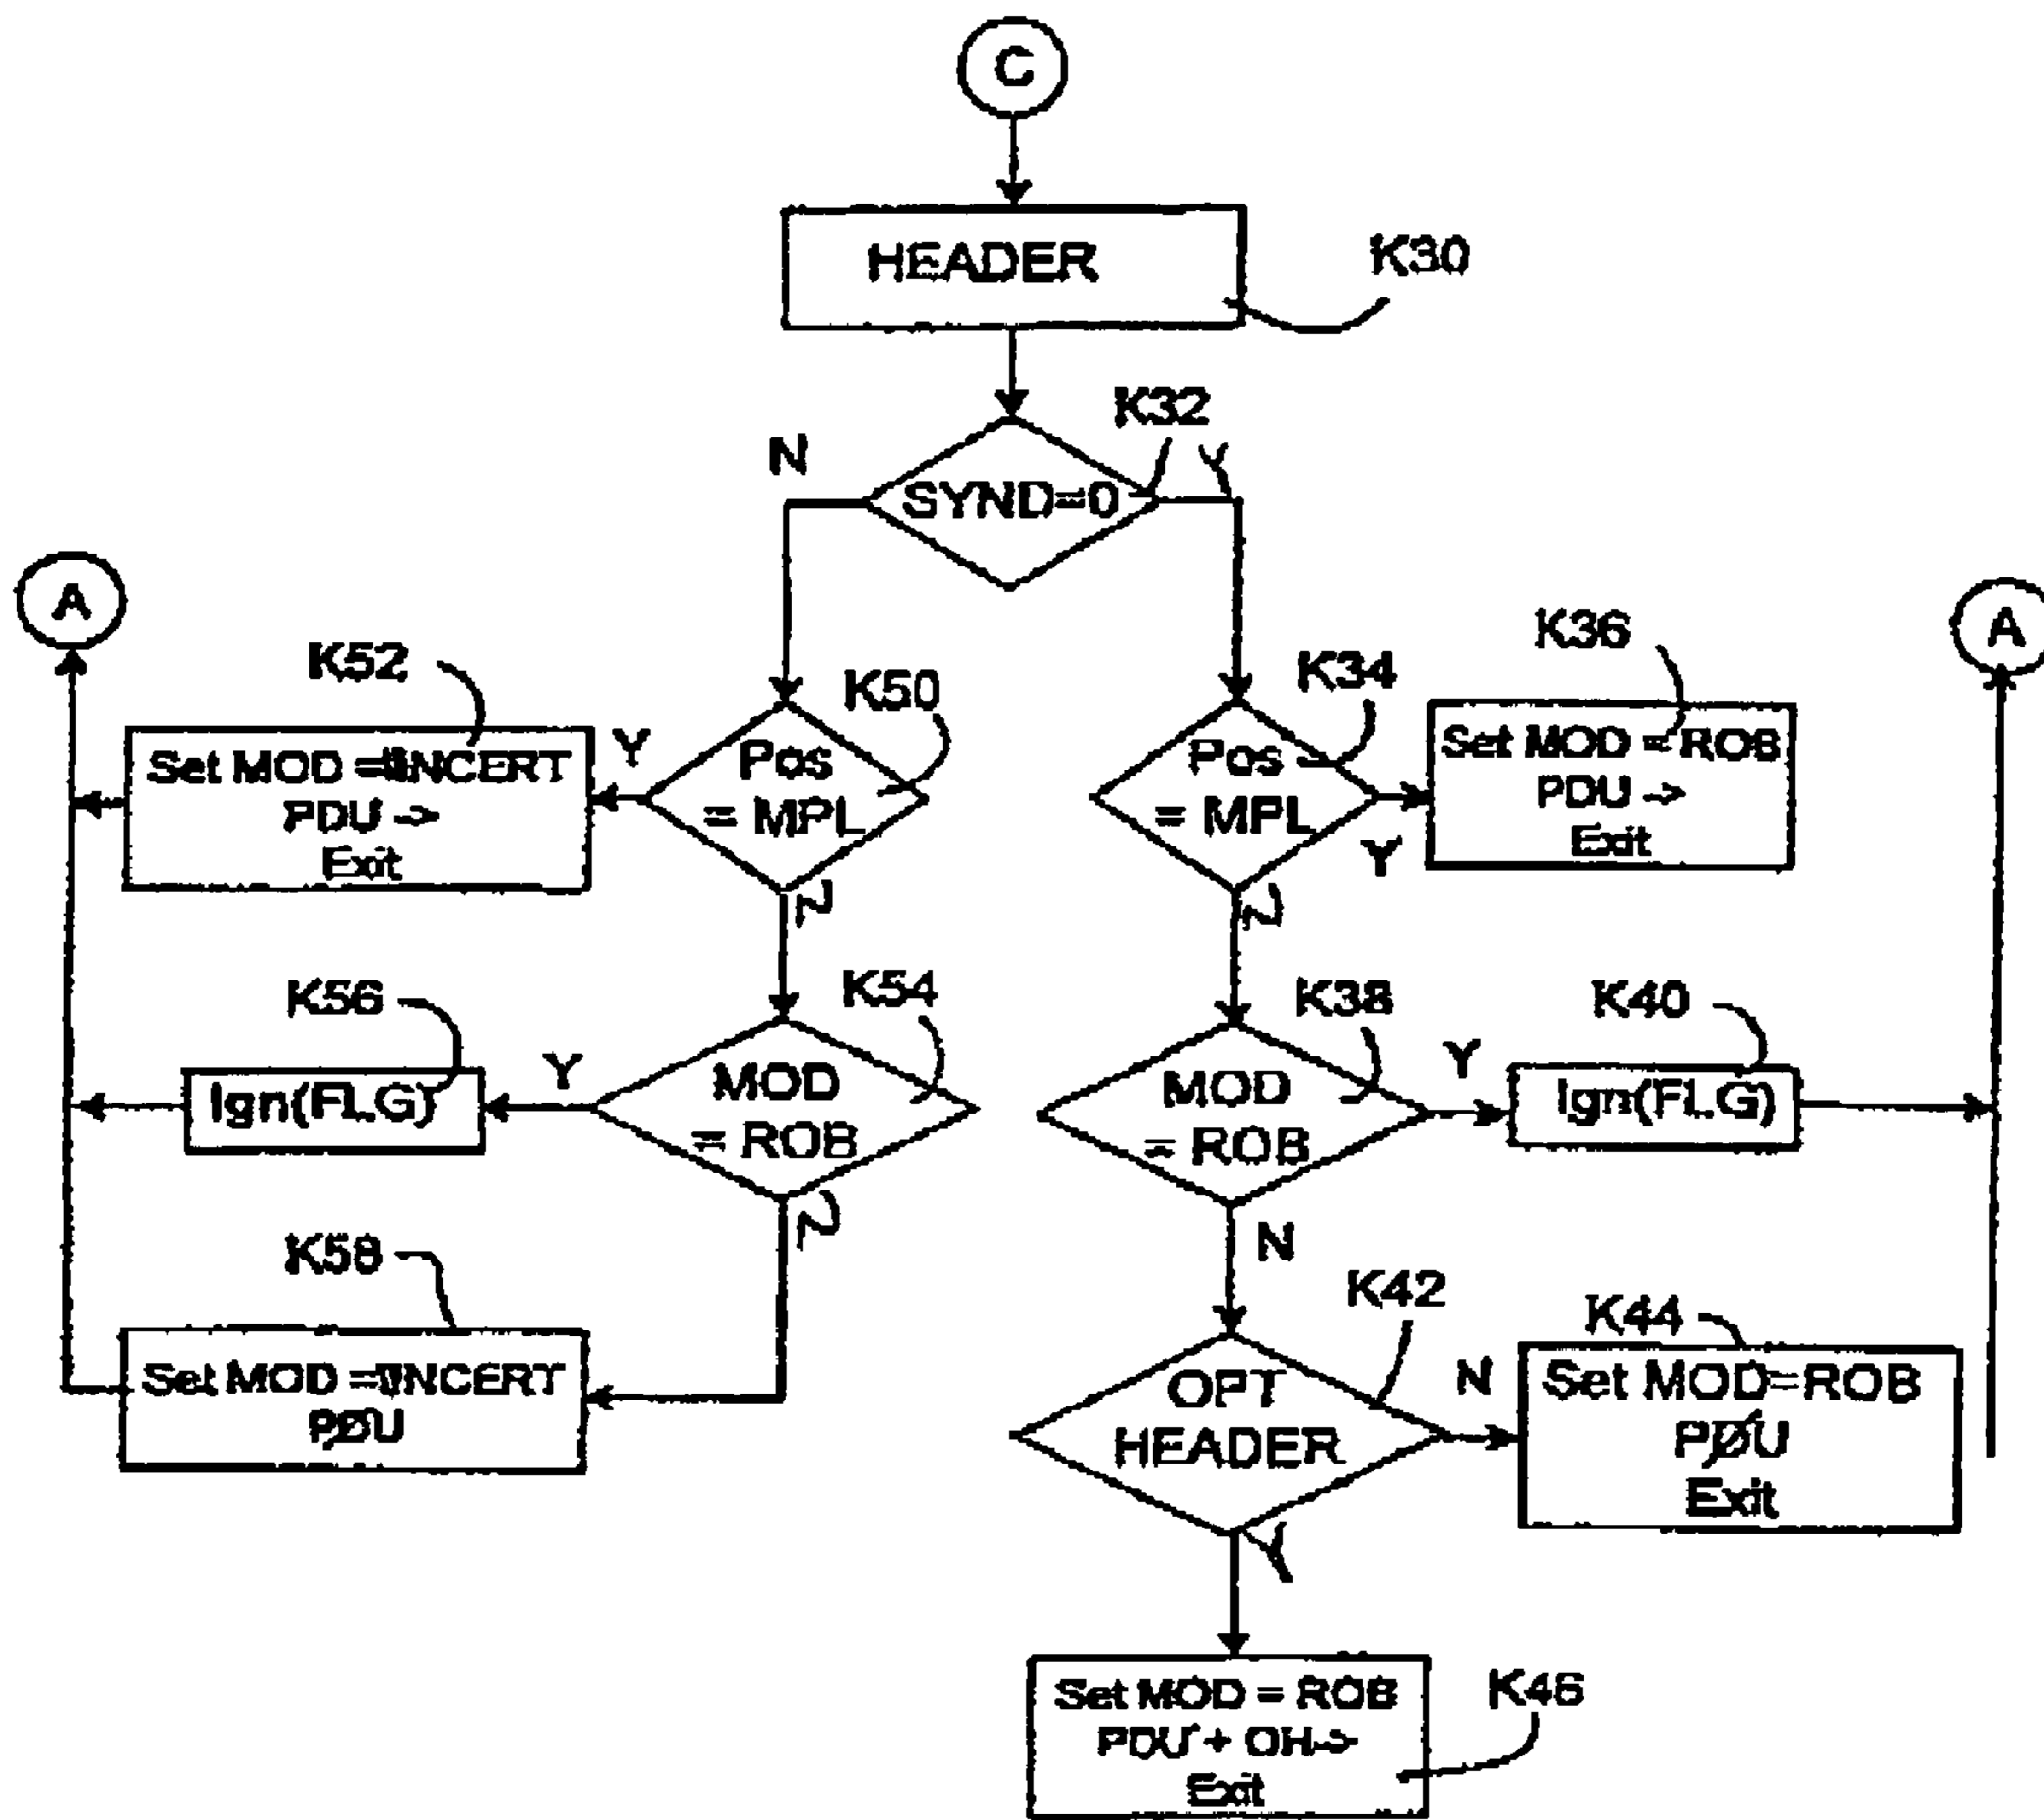 C
HEADER
K30
K32
N
Y
SYND=0
A
A
K52
K50
K34
K36
Set MOD =
PDU ->
Exit
Y
Pos
= MPL
Pos
= MPL
Y
Set MOD = ROB
PDU ->
Exit
N
N
K56
K54
K38
K40
Ign(FLG)
Y
MOD
= ROB
MOD
= ROB
Y
Ign(FLG)
N
N
K58
K42
K44
Set MOD =
PDU
OPT
HEADER
N
Set MOD=ROB
PDU
Exit
Y
Set MOD = ROB
PDU + OH->
Exit
K46